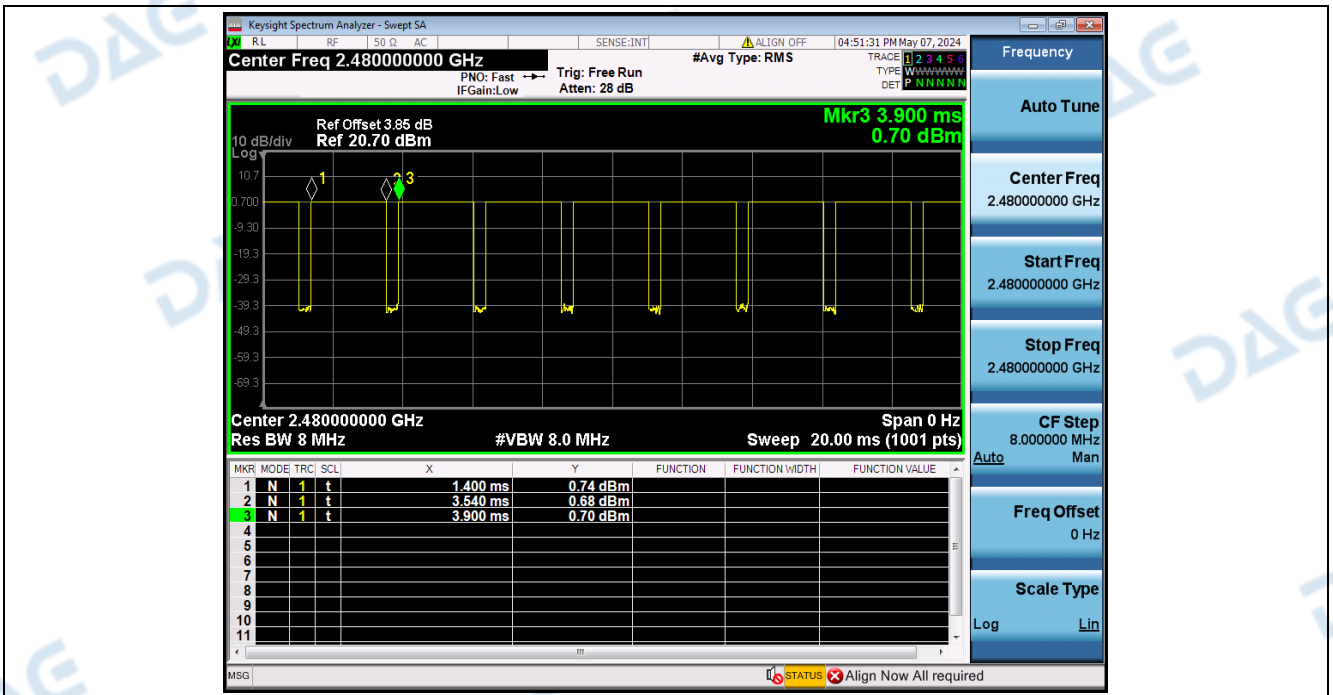 Keysight Spectrum Analyzer - Swept SA
LXI RL RF 50 Ω AC SENSE:INT ALIGN OFF 04:51:31 PM May 07, 2024
Center Freq 2.480000000 GHz
#Avg Type: RMS
TRACE 1 2 3 4 5 6
PNO: Fast Trig: Free Run
TYPE WWWWWW
IFGain:Low Atten: 28 dB
DET P N N N N N
Mkr3 3.900 ms
0.70 dBm
Ref Offset 3.85 dB
10 dB/div Ref 20.70 dBm
Log
10.7
0.700
-9.30
-19.3
-29.3
-39.3
-49.3
-59.3
-69.3
1
3
Center 2.480000000 GHz Span 0 Hz
Res BW 8 MHz #VBW 8.0 MHz Sweep 20.00 ms (1001 pts)
MKR MODE TRC SCL X Y FUNCTION FUNCTION WIDTH FUNCTION VALUE
1 N 1 t 1.400 ms 0.74 dBm
2 N 1 t 3.540 ms 0.68 dBm
3 N 1 t 3.900 ms 0.70 dBm
4
5
6
7
8
9
10
11
MSG STATUS Align Now All required
Frequency
Auto Tune
Center Freq
2.480000000 GHz
Start Freq
2.480000000 GHz
Stop Freq
2.480000000 GHz
CF Step
8.000000 MHz
Auto Man
Freq Offset
0 Hz
Scale Type
Log Lin
DAG
DAG
DAG
DAG